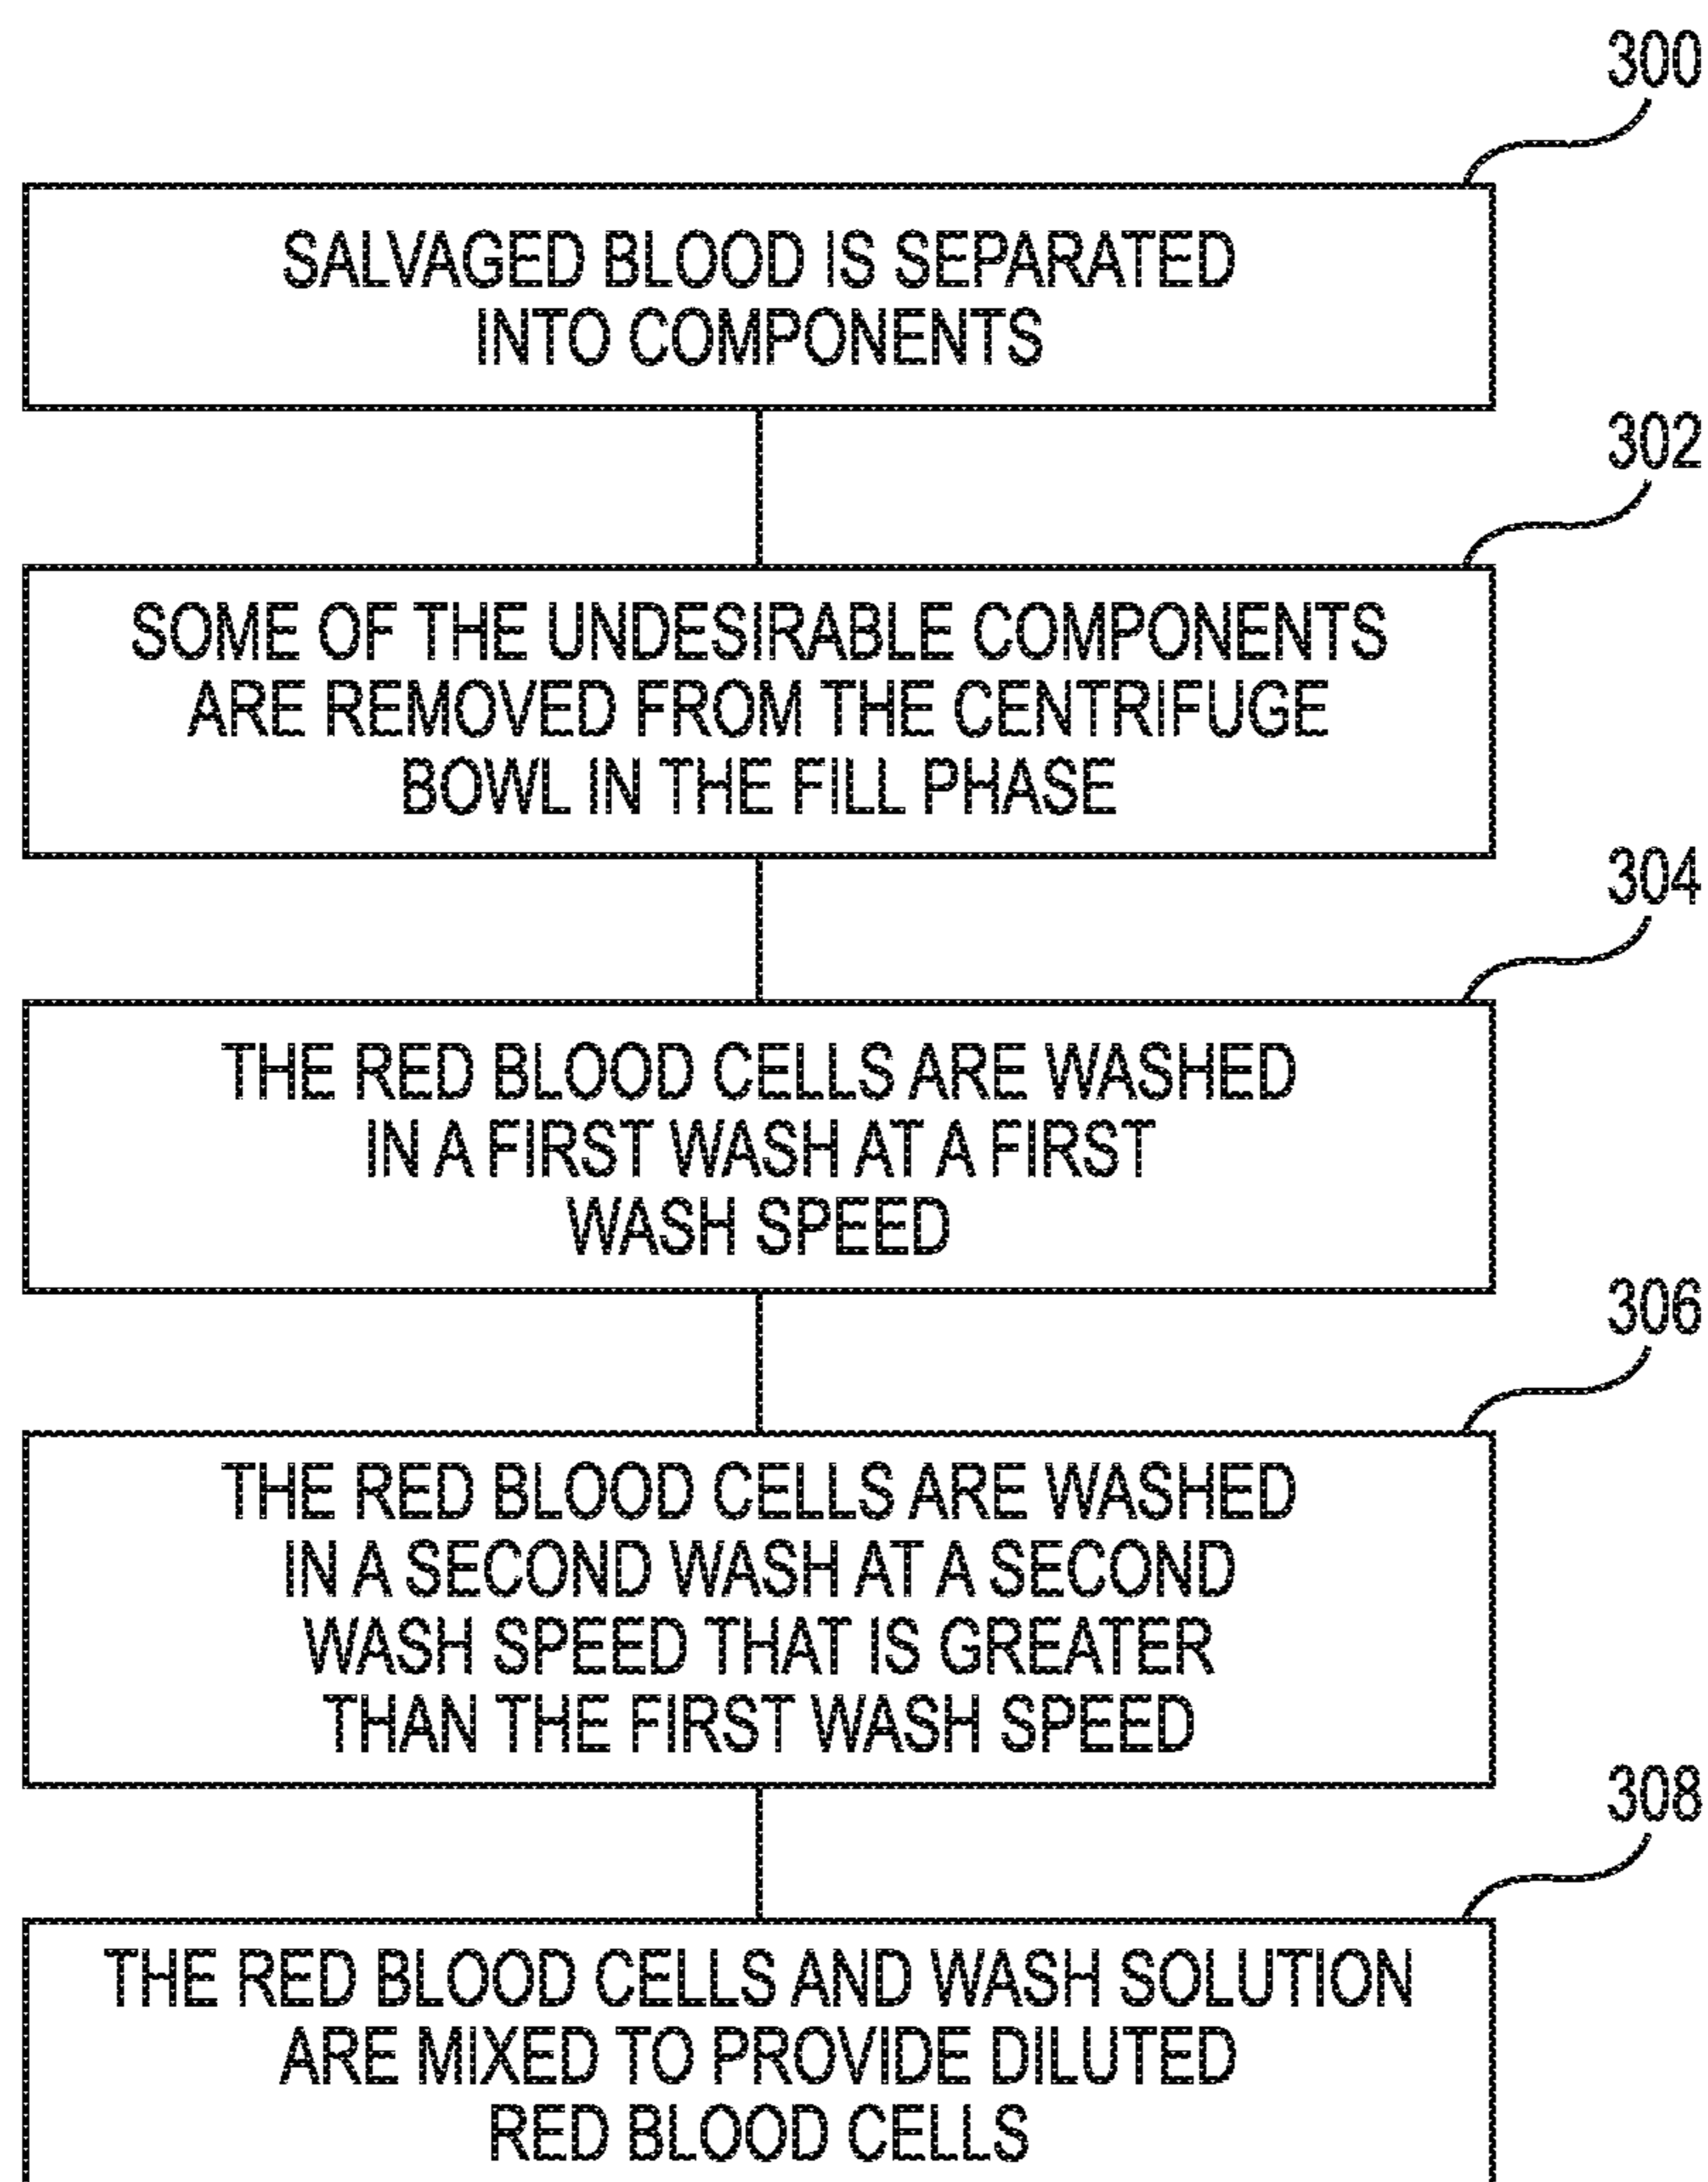 300
SALVAGED BLOOD IS SEPARATED
INTO COMPONENTS
302
SOME OF THE UNDESIRABLE COMPONENTS
ARE REMOVED FROM THE CENTRIFUGE
BOWL IN THE FILL PHASE
304
THE RED BLOOD CELLS ARE WASHED
IN A FIRST WASH AT A FIRST
WASH SPEED
306
THE RED BLOOD CELLS ARE WASHED
IN A SECOND WASH AT A SECOND
WASH SPEED THAT IS GREATER
THAN THE FIRST WASH SPEED
308
THE RED BLOOD CELLS AND WASH SOLUTION
ARE MIXED TO PROVIDE DILUTED
RED BLOOD CELLS